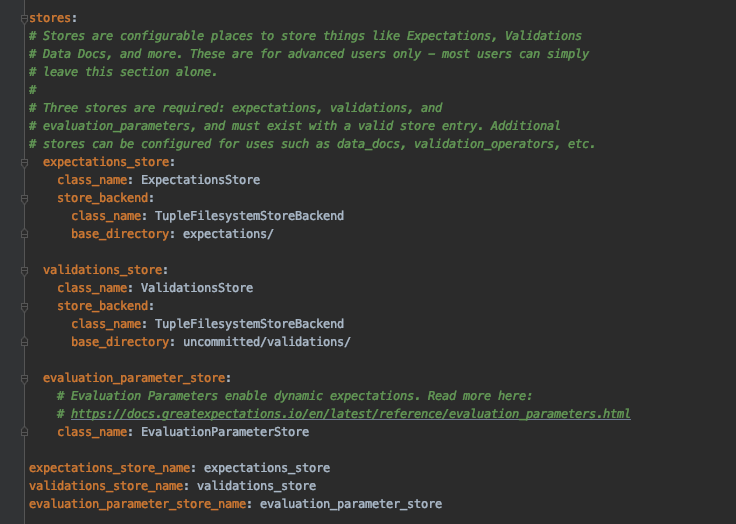 stores:
# Stores are configurable places to store things like Expectations, Validations
# Data Docs, and more. These are for advanced users only - most users can simply
# leave this section alone.
#
# Three stores are required: expectations, validations, and
# evaluation_parameters, and must exist with a valid store entry. Additional
# stores can be configured for uses such as data_docs, validation_operators, etc.
  expectations_store:
    class_name: ExpectationsStore
    store_backend:
      class_name: TupleFilesystemStoreBackend
      base_directory: expectations/

  validations_store:
    class_name: ValidationsStore
    store_backend:
      class_name: TupleFilesystemStoreBackend
      base_directory: uncommitted/validations/

  evaluation_parameter_store:
    # Evaluation Parameters enable dynamic expectations. Read more here:
    # https://docs.greatexpectations.io/en/latest/reference/evaluation_parameters.html
    class_name: EvaluationParameterStore

expectations_store_name: expectations_store
validations_store_name: validations_store
evaluation_parameter_store_name: evaluation_parameter_store